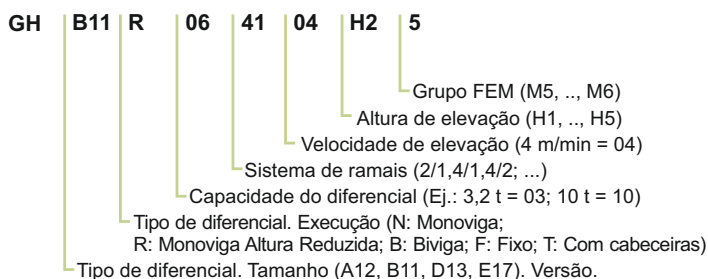 GH B11 R 06 41 04 H2 5
Grupo FEM (M5, .., M6)
Altura de elevação (H1, .., H5)
Velocidade de elevação (4 m/min = 04)
Sistema de ramais (2/1,4/1,4/2; ...)
Capacidade do diferencial (Ej.: 3,2 t = 03; 10 t = 10)
Tipo de diferencial. Execução (N: Monoviga;
R: Monoviga Altura Reduzida; B: Biviga; F: Fixo; T: Com cabeceiras)
Tipo de diferencial. Tamanho (A12, B11, D13, E17). Versão.